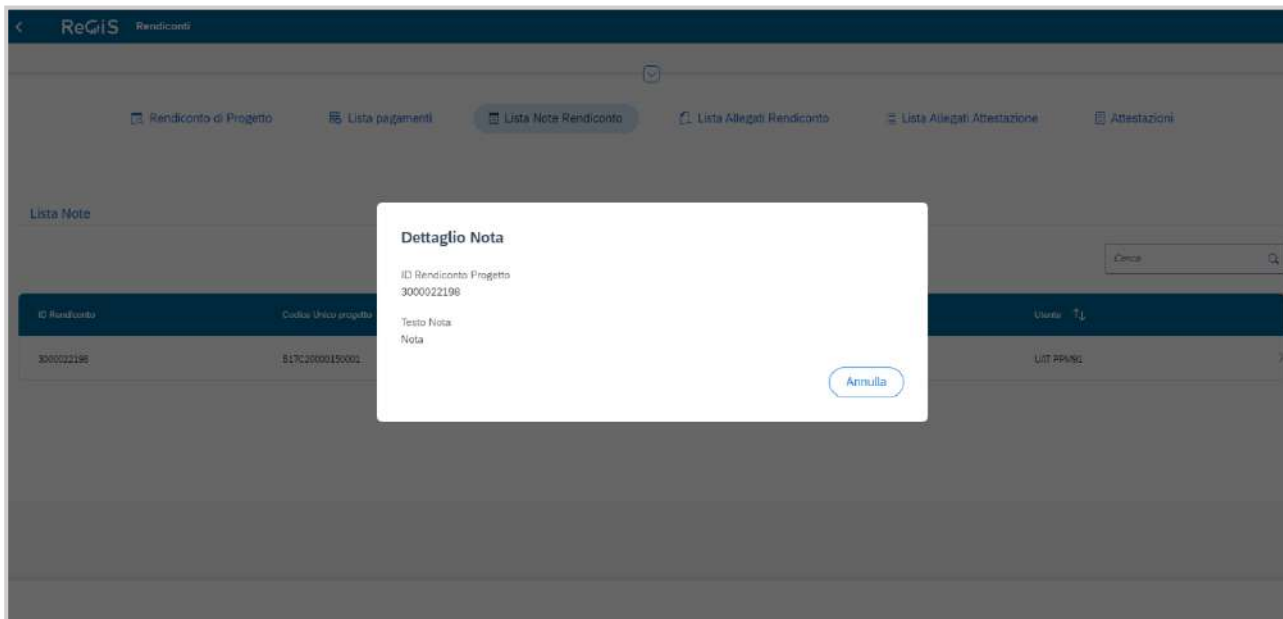 ReGiS Rendiconti
Rendiconto di Progetto Lista pagamenti Lista Note Rendiconto Lista Allegati Rendiconto Lista Allegati Attestazione Attestazioni
Lista Note
Dettaglio Nota
Cerca
ID Rendiconto Progetto
3000022198
ID Rendiconto Codice Unico progetto Utente
Testo Nota
Nota
3000022198 UAT PPM91
Annulla